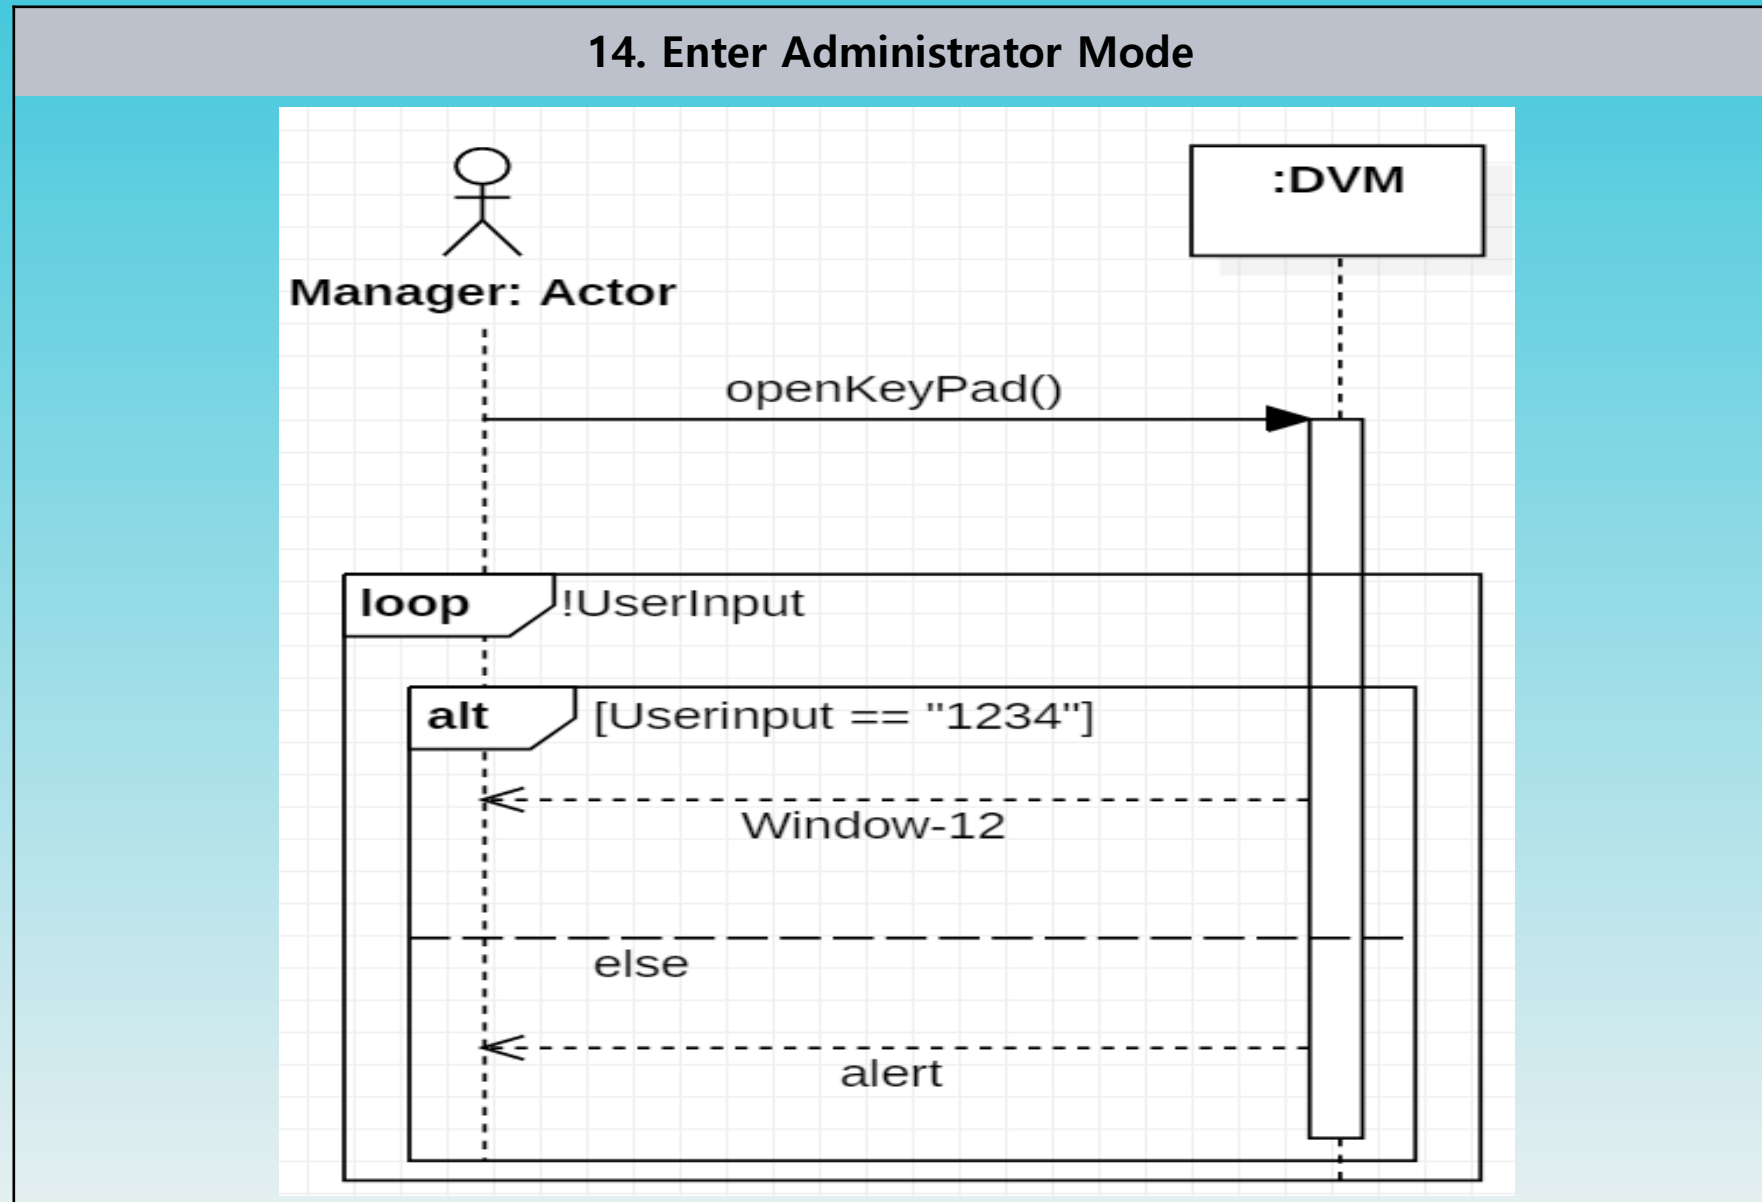 14. Enter Administrator Mode
:DVM
Manager: Actor
openKeyPad()
loop !UserInput
alt [Userinput == "1234"]
Window-12
else
alert